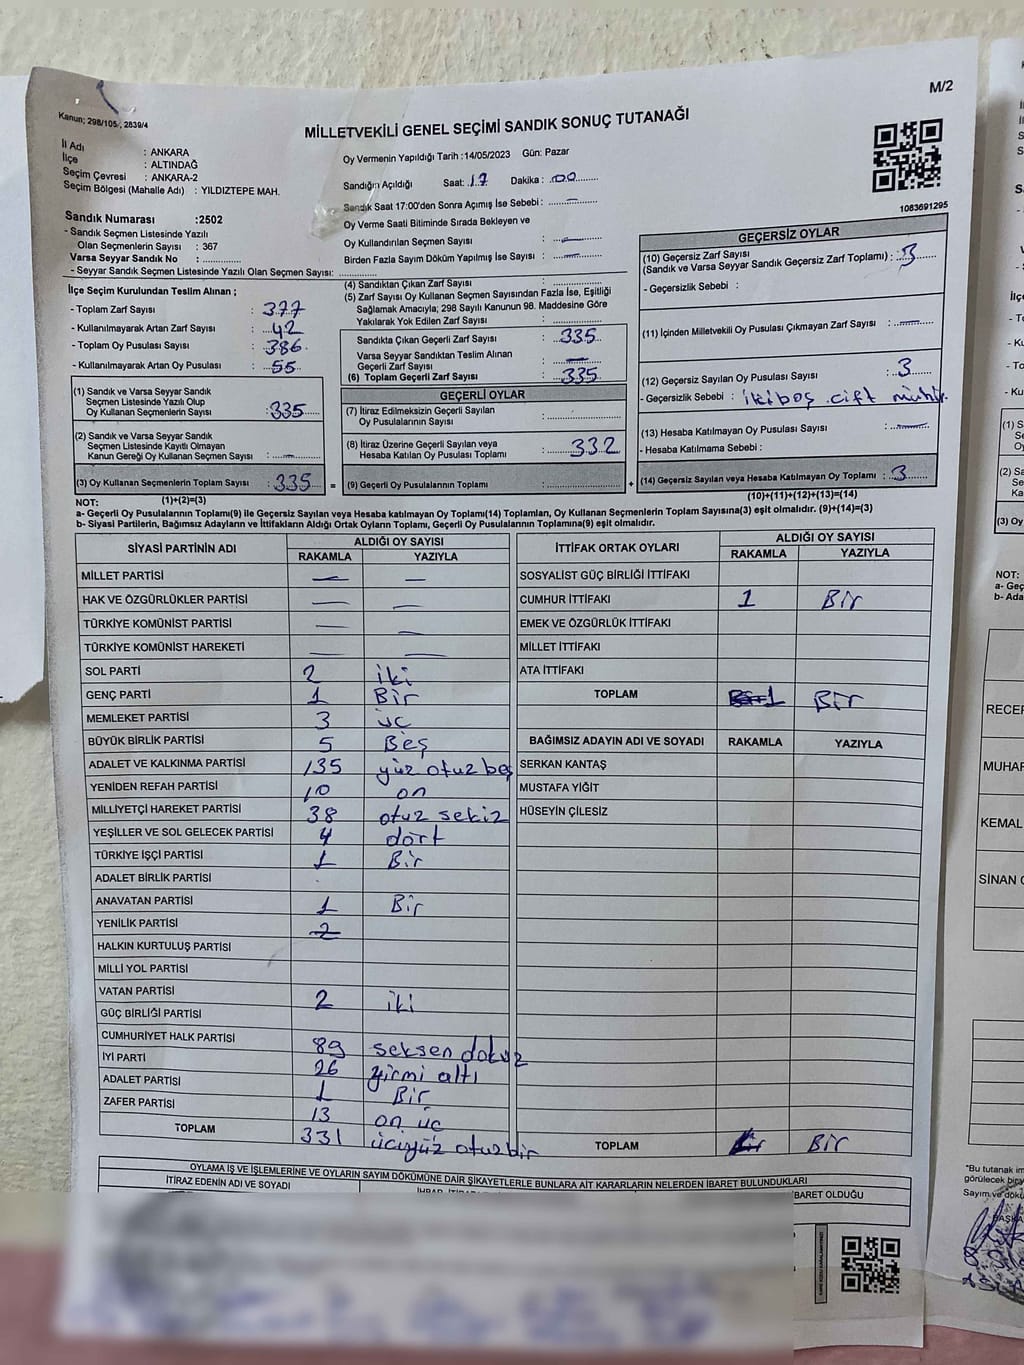 M/2
Kanun; 298/105-, 2839/4
MİLLETVEKİLİ GENEL SEÇİMİ SANDIK SONUÇ TUTANAĞI
İl Adı : ANKARA
İlçe : ALTINDAĞ
Seçim Çevresi : ANKARA-2
Seçim Bölgesi (Mahalle Adı) : YILDIZTEPE MAH.
Sandık Numarası :2502
- Sandık Seçmen Listesinde Yazılı
Olan Seçmenlerin Sayısı : 367
Varsa Seyyar Sandık No :
- Seyyar Sandık Seçmen Listesinde Yazılı Olan Seçmen Sayısı:
Oy Vermenin Yapıldığı Tarih :14/05/2023 Gün: Pazar
Sandığın Açıldığı Saat: 17 Dakika : 00
Sandık Saat 17:00'den Sonra Açımış İse Sebebi : —
Oy Verme Saati Bitiminde Sırada Bekleyen ve
Oy Kullandırılan Seçmen Sayısı : —
Birden Fazla Sayım Döküm Yapılmış İse Sayısı : —
1083691295
İlçe Seçim Kurulundan Teslim Alınan ;
- Toplam Zarf Sayısı : 377
- Kullanılmayarak Artan Zarf Sayısı : 42
- Toplam Oy Pusulası Sayısı : 386
- Kullanılmayarak Artan Oy Pusulası : 55
(1) Sandık ve Varsa Seyyar Sandık
Seçmen Listesinde Yazılı Olup
Oy Kullanan Seçmenlerin Sayısı : 335
(2) Sandık ve Varsa Seyyar Sandık
Seçmen Listesinde Kayıtlı Olmayan
Kanun Gereği Oy Kullanan Seçmen Sayısı : —
(3) Oy Kullanan Seçmenlerin Toplam Sayısı : 335 =
(1)+(2)=(3)
(4) Sandıktan Çıkan Zarf Sayısı :
(5) Zarf Sayısı Oy Kullanan Seçmen Sayısından Fazla İse, Eşitliği
Sağlamak Amacıyla; 298 Sayılı Kanunun 98. Maddesine Göre
Yakılarak Yok Edilen Zarf Sayısı :
Sandıkta Çıkan Geçerli Zarf Sayısı : 335
Varsa Seyyar Sandıktan Teslim Alınan
Geçerli Zarf Sayısı : —
(6) Toplam Geçerli Zarf Sayısı : 335
GEÇERLİ OYLAR
(7) İtiraz Edilmeksizin Geçerli Sayılan
Oy Pusulasının Sayısı :
(8) İtiraz Üzerine Geçerli Sayılan veya
Hesaba Katılan Oy Pusulası Toplamı : 332
(9) Geçerli Oy Pusulalarının Toplamı : +
GEÇERSİZ OYLAR
(10) Geçersiz Zarf Sayısı
(Sandık ve Varsa Seyyar Sandık Geçersiz Zarf Toplamı) : 3
- Geçersizlik Sebebi :
(11) İçinden Milletvekili Oy Pusulası Çıkmayan Zarf Sayısı : —
(12) Geçersiz Sayılan Oy Pusulası Sayısı : 3
- Geçersizlik Sebebi : iki boş çift mühür
(13) Hesaba Katılmayan Oy Pusulası Sayısı : —
- Hesaba Katılmama Sebebi :
(14) Geçersiz Sayılan veya Hesaba Katılmayan Oy Toplamı : 3
(10)+(11)+(12)+(13)=(14)
NOT:
a- Geçerli Oy Pusulalarının Toplamı(9) ile Geçersiz Sayılan ve Hesaba Katılmayan Oy Toplamı(14) Toplamları, Oy Kullanan Seçmenlerin Toplam Sayısına(3) eşit olmalıdır. (9)+(14)=(3)
b- Siyasi Partilerin, Bağımsız Adayların ve İttifakların Aldığı Ortak Oyların Toplamı, Geçerli Oy Pusulalarının Toplamına(9) eşit olmalıdır.
SİYASİ PARTİNİN ADI ALDIĞI OY SAYISI
RAKAMLA YAZIYLA
MİLLET PARTİSİ — —
HAK VE ÖZGÜRLÜKLER PARTİSİ — —
TÜRKİYE KOMÜNİST PARTİSİ — —
TÜRKİYE KOMÜNİST HAREKETİ — —
SOL PARTİ 2 iki
GENÇ PARTİ 1 Bir
MEMLEKET PARTİSİ 3 üç
BÜYÜK BİRLİK PARTİSİ 5 Beş
ADALET VE KALKINMA PARTİSİ 135 yüz otuz beş
YENİDEN REFAH PARTİSİ 10 on
MİLLİYETÇİ HAREKET PARTİSİ 38 otuz sekiz
YEŞİLLER VE SOL GELECEK PARTİSİ 4 dört
TÜRKİYE İŞÇİ PARTİSİ 1 Bir
ADALET BİRLİK PARTİSİ
ANAVATAN PARTİSİ 1 Bir
YENİLİK PARTİSİ 2
HALKIN KURTULUŞ PARTİSİ
MİLLİ YOL PARTİSİ
VATAN PARTİSİ 2 iki
GÜÇ BİRLİĞİ PARTİSİ
CUMHURİYET HALK PARTİSİ 89 seksen dokuz
İYİ PARTİ 26 yirmi altı
ADALET PARTİSİ 1 Bir
ZAFER PARTİSİ 13 on üç
TOPLAM 331 üçyüz otuz bir
İTTİFAK ORTAK OYLARI ALDIĞI OY SAYISI
RAKAMLA YAZIYLA
SOSYALİST GÜÇ BİRLİĞİ İTTİFAKI
CUMHUR İTTİFAKI 1 Bir
EMEK VE ÖZGÜRLÜK İTTİFAKI
MİLLET İTTİFAKI
ATA İTTİFAKI
TOPLAM 1 Bir
BAĞIMSIZ ADAYIN ADI VE SOYADI RAKAMLA YAZIYLA
SERKAN KANTAŞ
MUSTAFA YİĞİT
HÜSEYİN ÇİLESİZ
TOPLAM Bir
OYLAMA İŞ VE İŞLEMLERİNE VE OYLARIN SAYIM DÖKÜMÜNE DAİR ŞİKAYETLERLE BUNLARA AİT KARARLARIN NELERDEN İBARET BULUNDUKLARI
İTİRAZ EDENİN ADI VE SOYADI
İBARET OLDUĞU
RECEP
MUHAR
KEMAL
SİNAN
"Bu tutanak
görülecek
Sayım ve